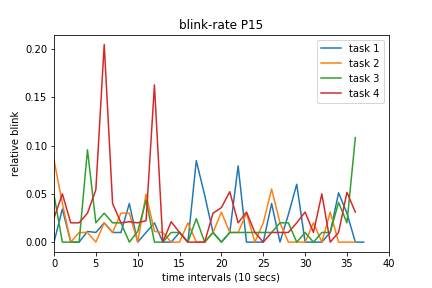 blink-rate P15
0.20
0.15
0.10
0.05
0.00
relative blink
task 1
task 2
task 3
task 4
0 5 10 15 20 25 30 35 40
time intervals (10 secs)